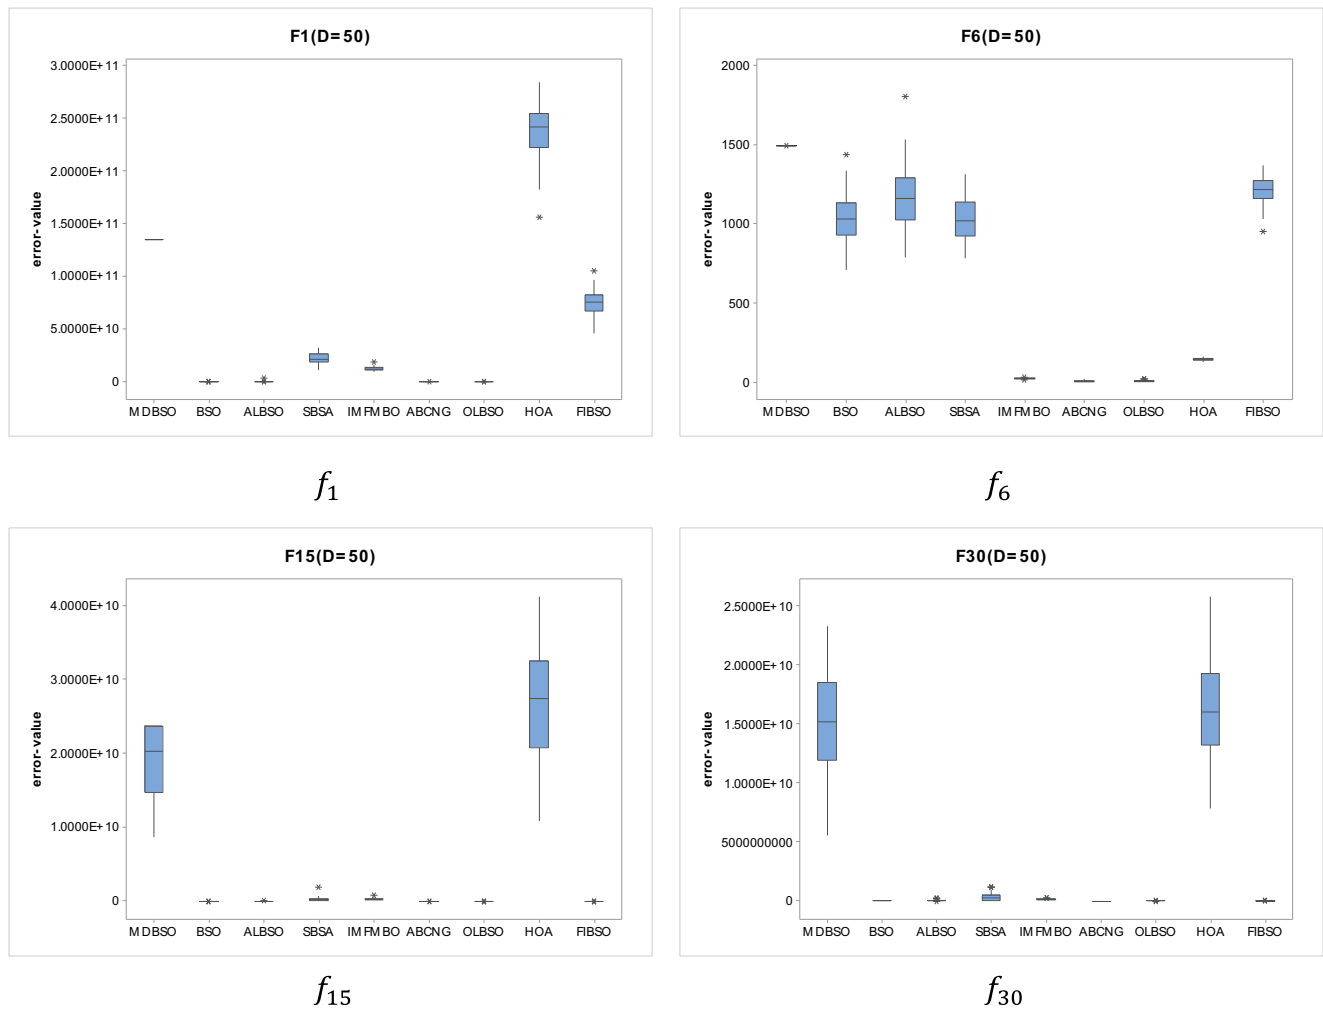 F1(D=50)
error-value
3.0000E+11
2.5000E+11
2.0000E+11
1.5000E+11
1.0000E+11
5.0000E+10
0
MDBSO BSO ALBSO SBSA IMFMBO ABCNG OLBSO HOA FIBSO
f1
F6(D=50)
error-value
2000
1500
1000
500
0
MDBSO BSO ALBSO SBSA IMFMBO ABCNG OLBSO HOA FIBSO
f6
F15(D=50)
error-value
4.0000E+10
3.0000E+10
2.0000E+10
1.0000E+10
0
MDBSO BSO ALBSO SBSA IMFMBO ABCNG OLBSO HOA FIBSO
f15
F30(D=50)
error-value
2.5000E+10
2.0000E+10
1.5000E+10
1.0000E+10
5000000000
0
MDBSO BSO ALBSO SBSA IMFMBO ABCNG OLBSO HOA FIBSO
f30